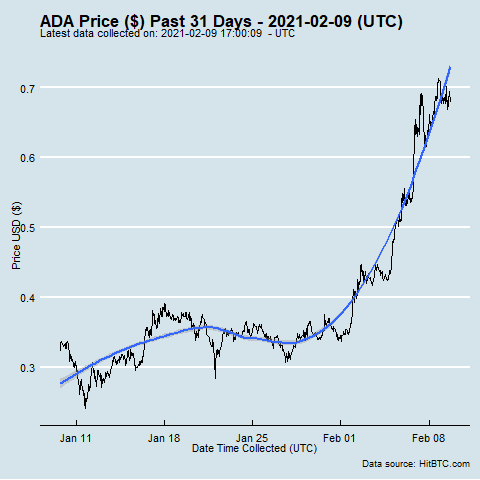 ADA Price ($) Past 31 Days - 2021-02-09 (UTC)
Latest data collected on: 2021-02-09 17:00:09 - UTC
Price USD ($)
0.7
0.6
0.5
0.4
0.3
Jan 11 Jan 18 Jan 25 Feb 01 Feb 08
Date Time Collected (UTC)
Data source: HitBTC.com